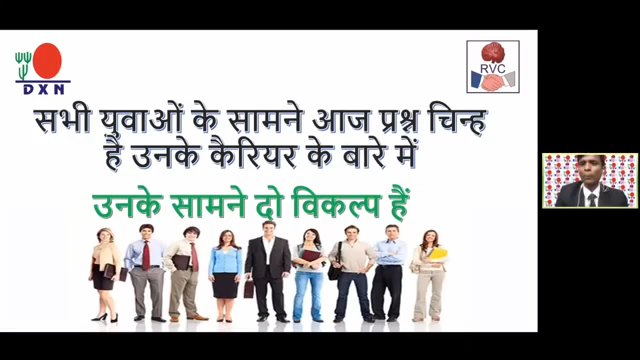 DXN
RVC
सभी युवाओं के सामने आज प्रश्न चिन्ह
है उनके कैरियर के बारे में
उनके सामने दो विकल्प हैं